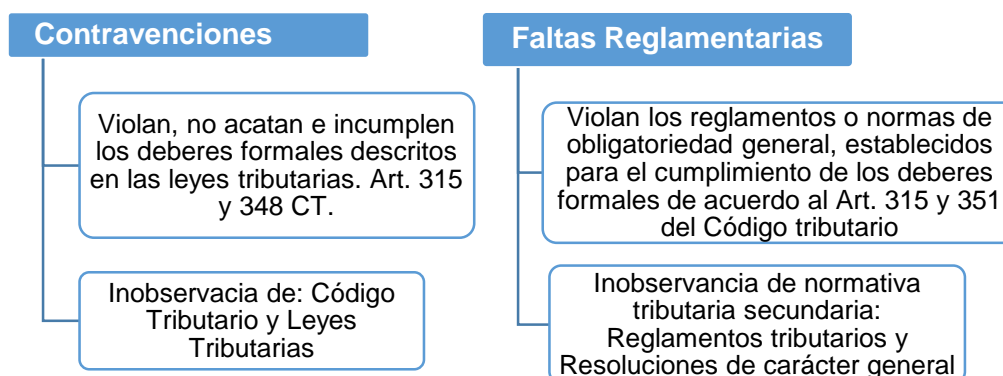 Contravenciones
Violan, no acatan e incumplen
los deberes formales descritos
en las leyes tributarias. Art. 315
y 348 CT.
Inobservacia de: Código
Tributario y Leyes
Tributarias
Faltas Reglamentarias
Violan los reglamentos o normas de
obligatoriedad general, establecidos
para el cumplimiento de los deberes
formales de acuerdo al Art. 315 y 351
del Código tributario
Inobservancia de normativa
tributaria secundaria:
Reglamentos tributarios y
Resoluciones de carácter general